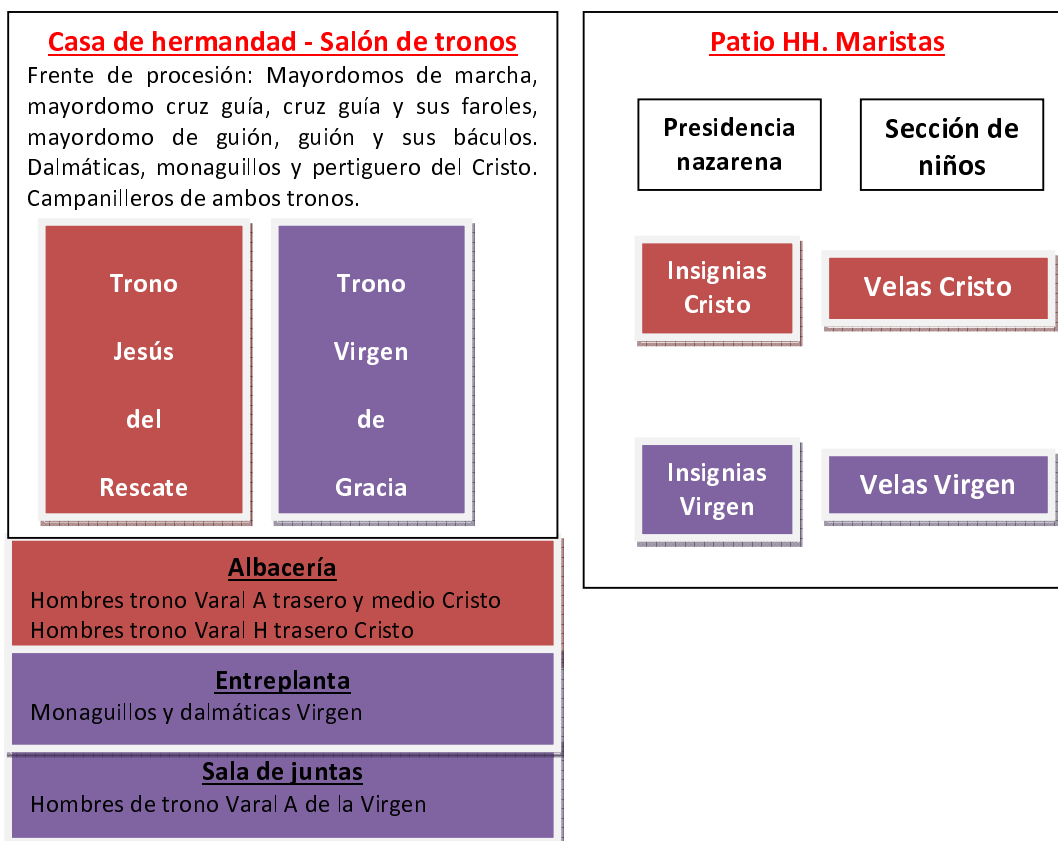 Casa de hermandad - Salón de tronos
Frente de procesión: Mayordomos de marcha,
mayordomo cruz guía, cruz guía y sus faroles,
mayordomo de guión, guión y sus báculos.
Dalmáticas, monaguillos y pertiguero del Cristo.
Campanilleros de ambos tronos.
Trono
Jesús
del
Rescate
Trono
Virgen
de
Gracia
Albacería
Hombres trono Varal A trasero y medio Cristo
Hombres trono Varal H trasero Cristo
Entreplanta
Monaguillos y dalmáticas Virgen
Sala de juntas
Hombres de trono Varal A de la Virgen
Patio HH. Maristas
Presidencia
nazarena
Sección de
niños
Insignias
Cristo
Velas Cristo
Insignias
Virgen
Velas Virgen